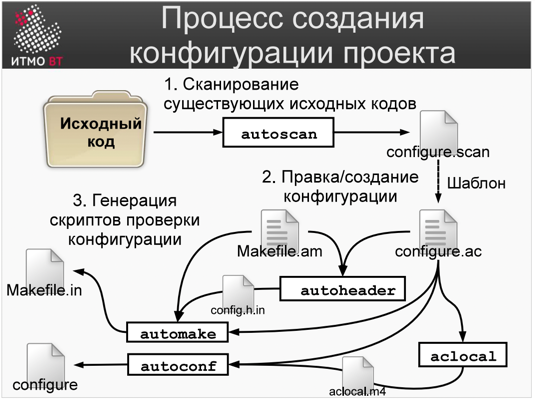 Процесс создания
конфигурации проекта
ИТМО ВТ
1. Сканирование
существующих исходных кодов
Исходный
код
autoscan
configure.scan
2. Правка/создание
конфигурации
Шаблон
3. Генерация
скриптов проверки
конфигурации
Makefile.am
configure.ac
Makefile.in
config.h.in
autoheader
automake
autoconf
aclocal
configure
aclocal.m4